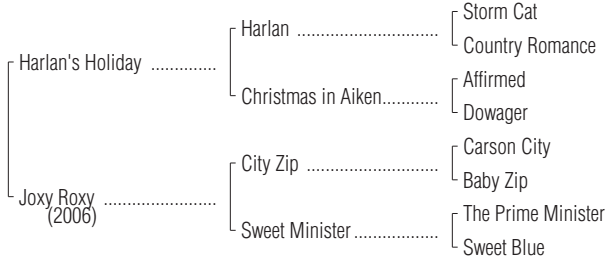 Storm Cat
Harlan ....................................
Country Romance
Harlan's Holiday ................
Affirmed
Christmas in Aiken..............
Dowager
Carson City
City Zip .................................
Baby Zip
Joxy Roxy ............................
(2006)
The Prime Minister
Sweet Minister .....................
Sweet Blue